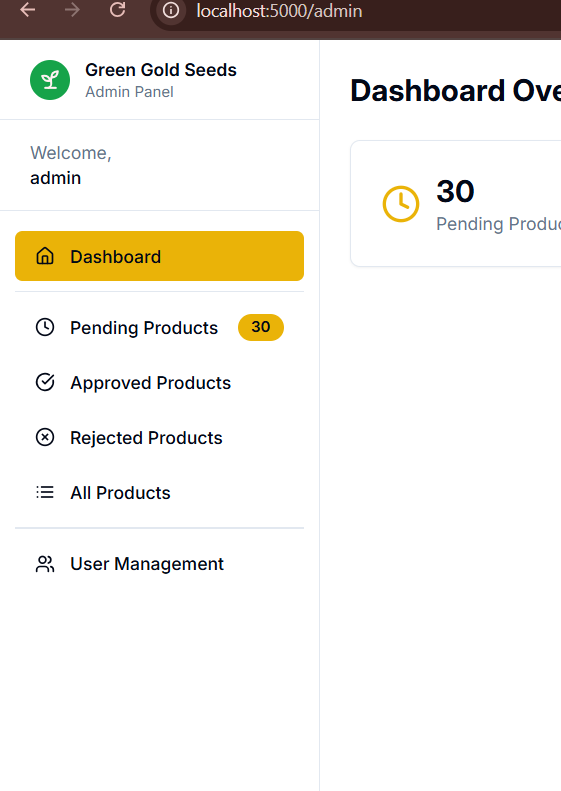 localhost:5000/admin
Green Gold Seeds
Admin Panel
Welcome,
admin
Dashboard
Pending Products 30
Approved Products
Rejected Products
All Products
User Management
Dashboard Ove
30
Pending Produc